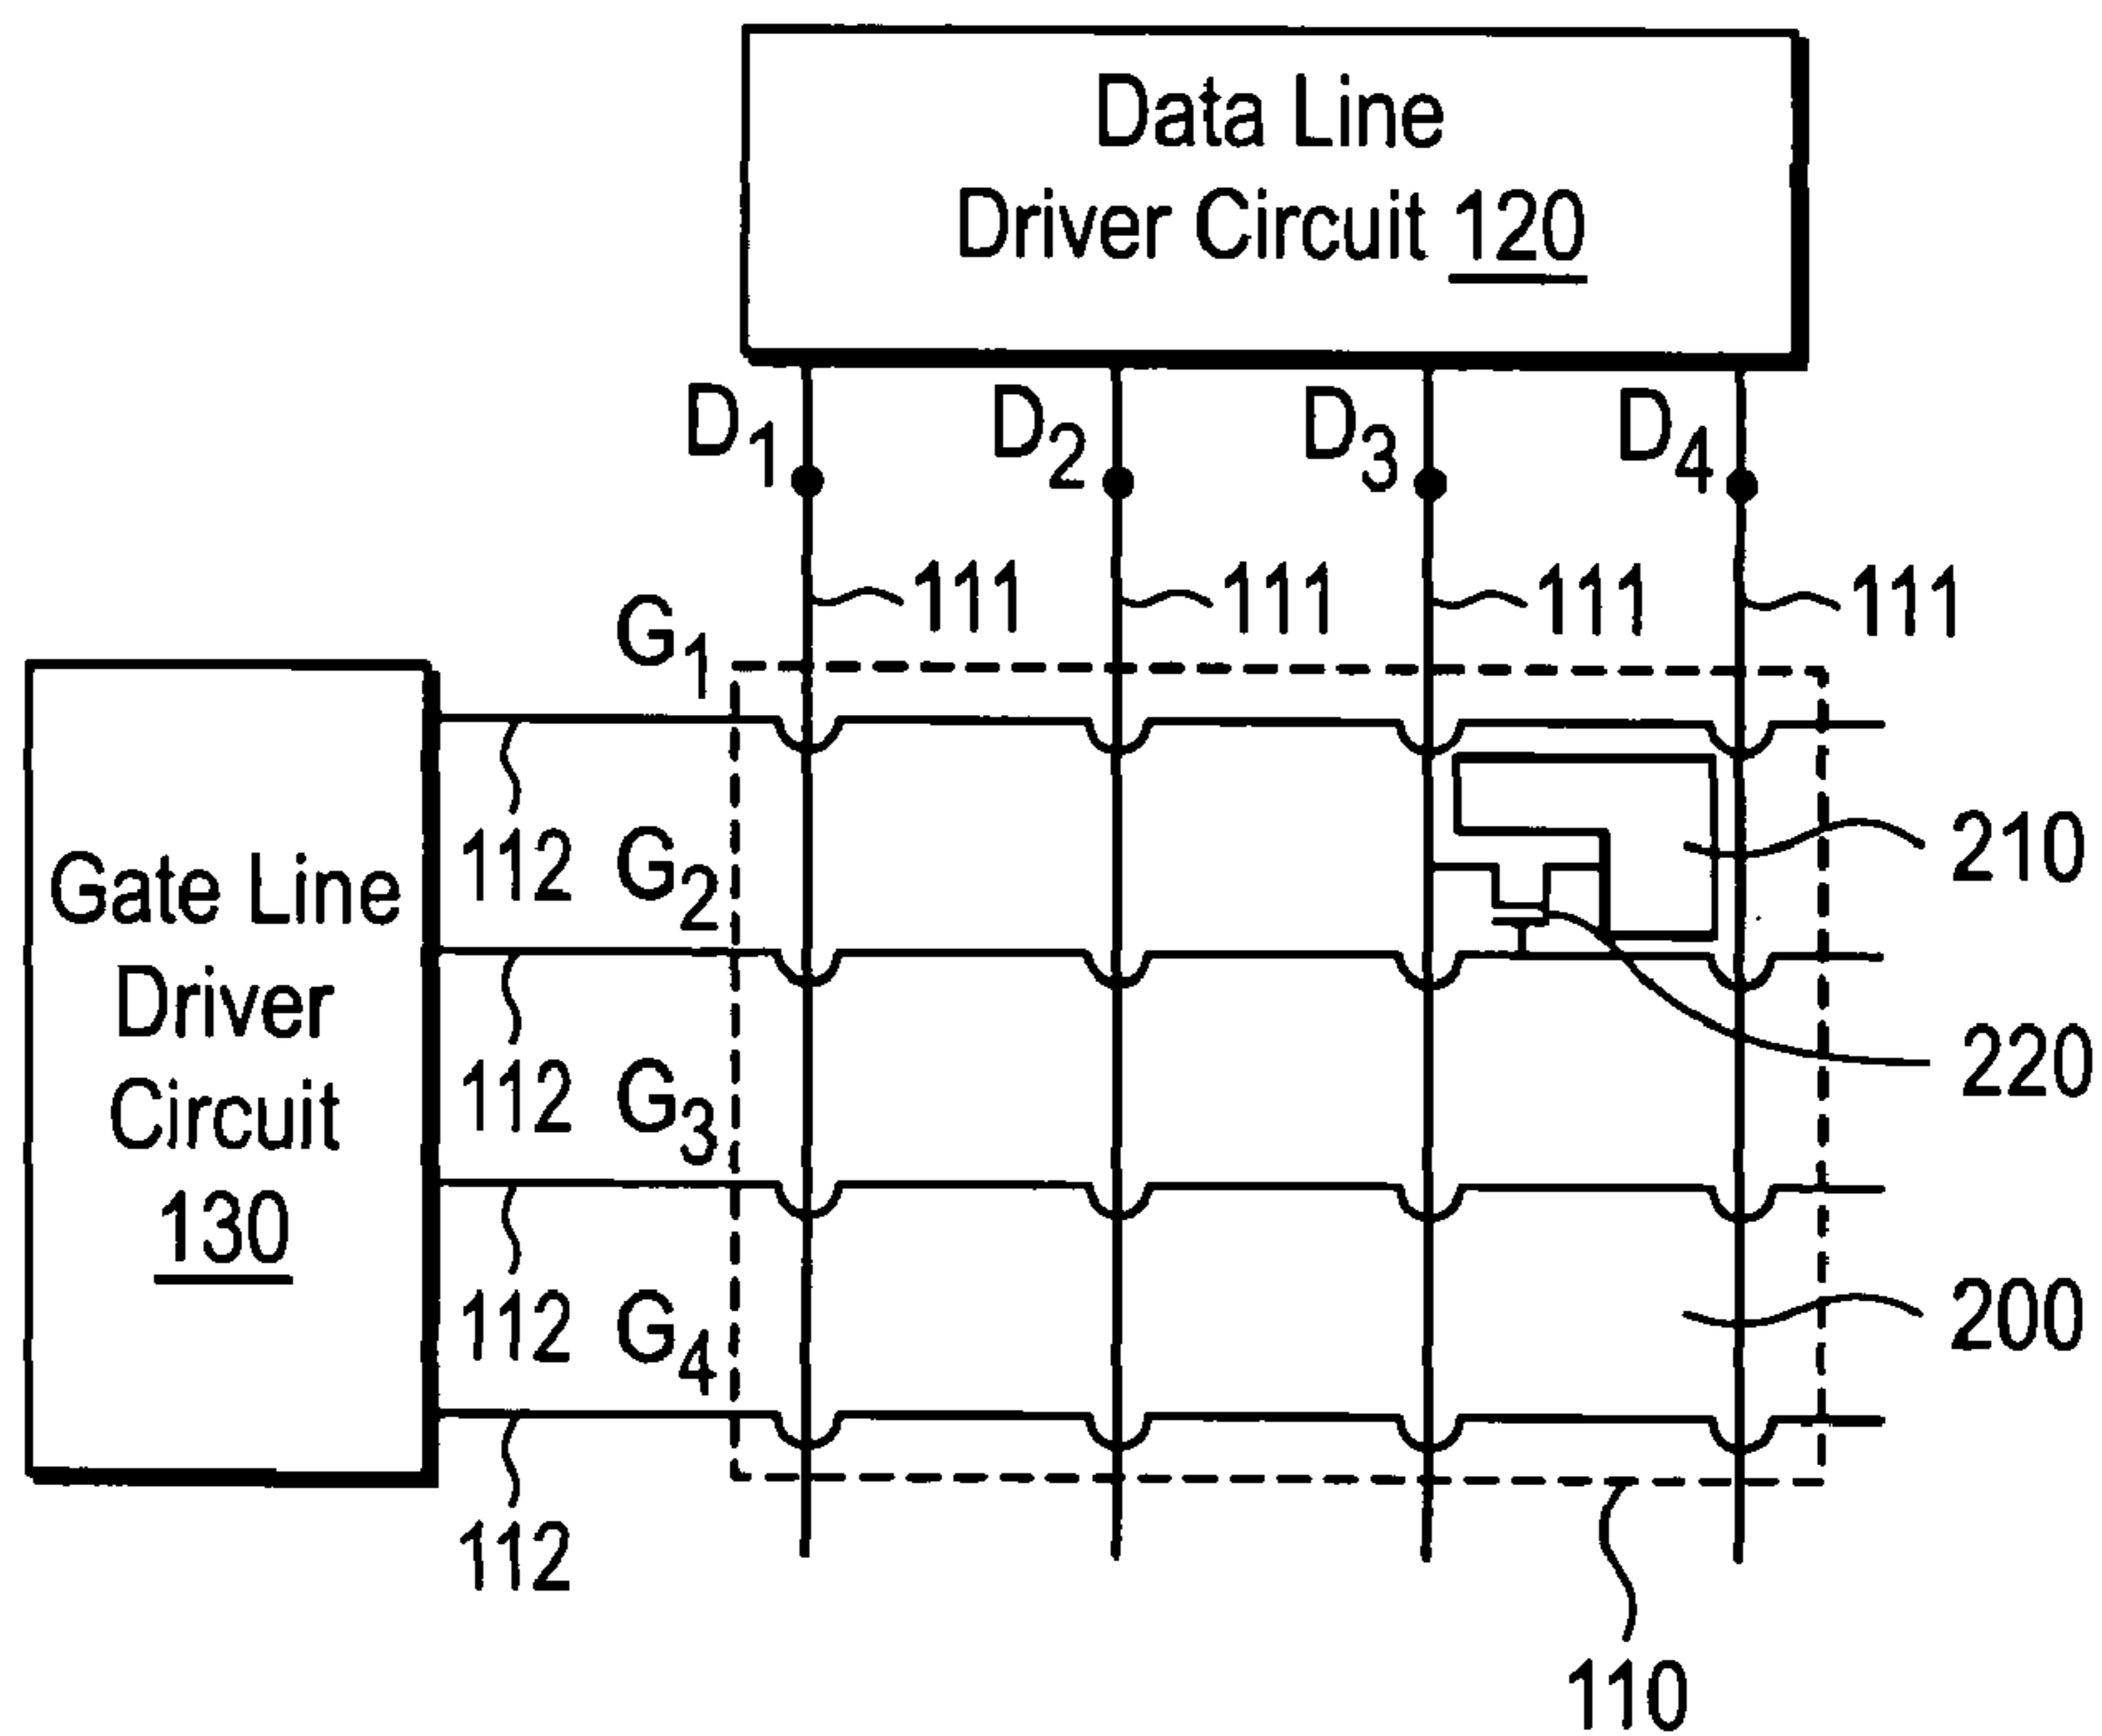 Data Line
Driver Circuit 120
D1 D2 D3 D4
111 111 111 111
G1
112 G2
210
Gate Line
Driver
Circuit
130
112 G3
220
112 G4
200
112
110